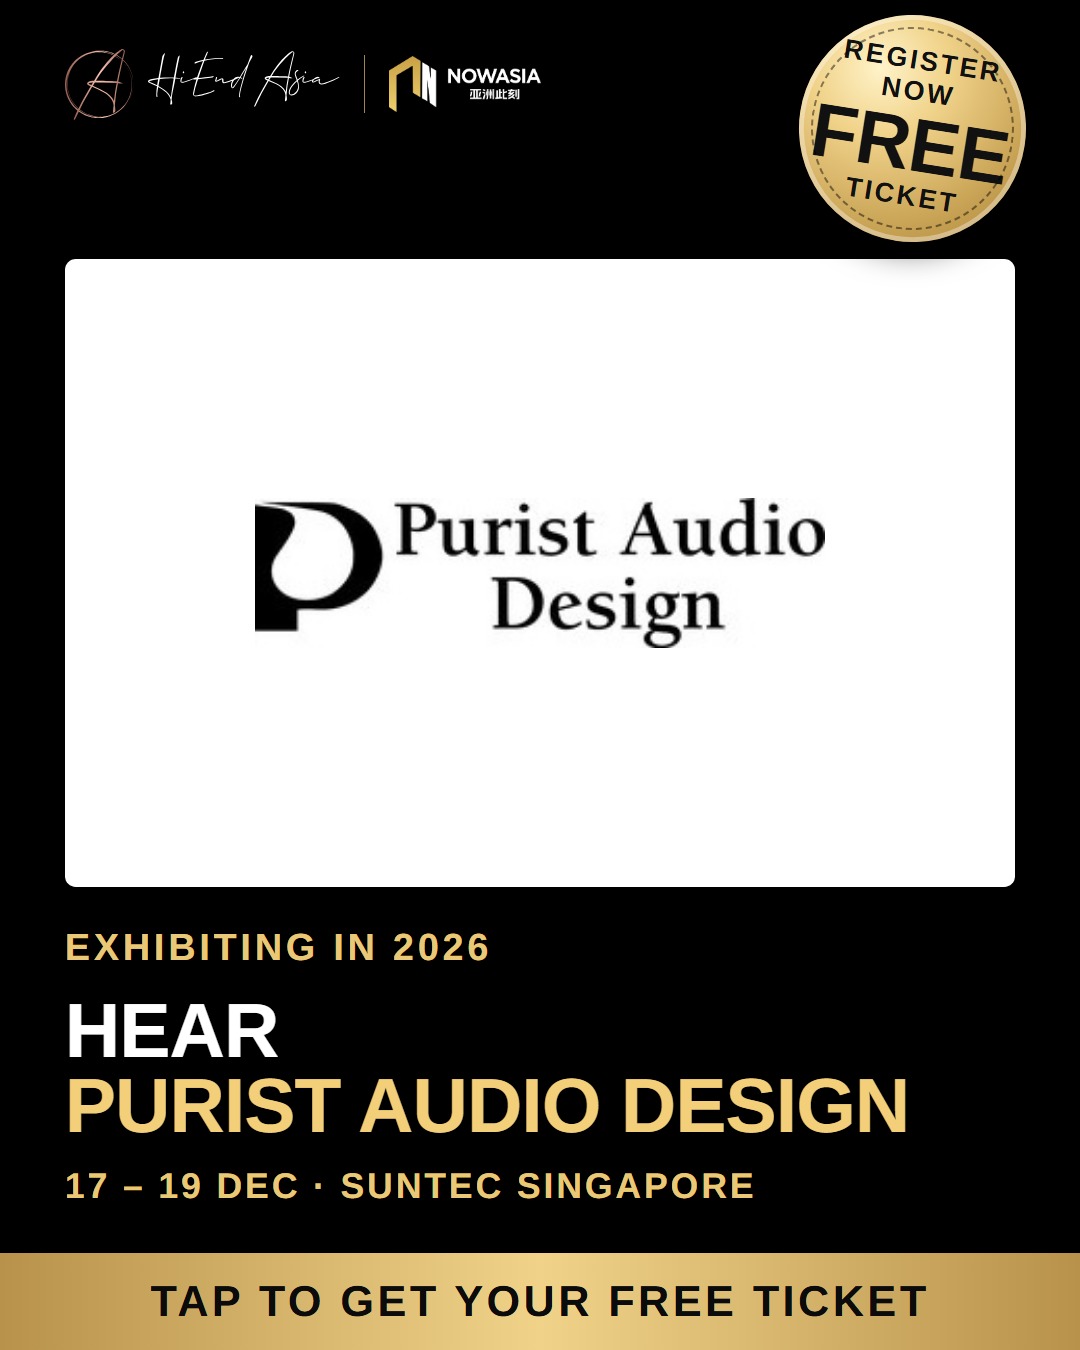 HiEnd Asia
NOWASIA
亚洲此刻
REGISTER
NOW
FREE
TICKET
Purist Audio
Design
EXHIBITING IN 2026
HEAR
PURIST AUDIO DESIGN
17 – 19 DEC · SUNTEC SINGAPORE
TAP TO GET YOUR FREE TICKET